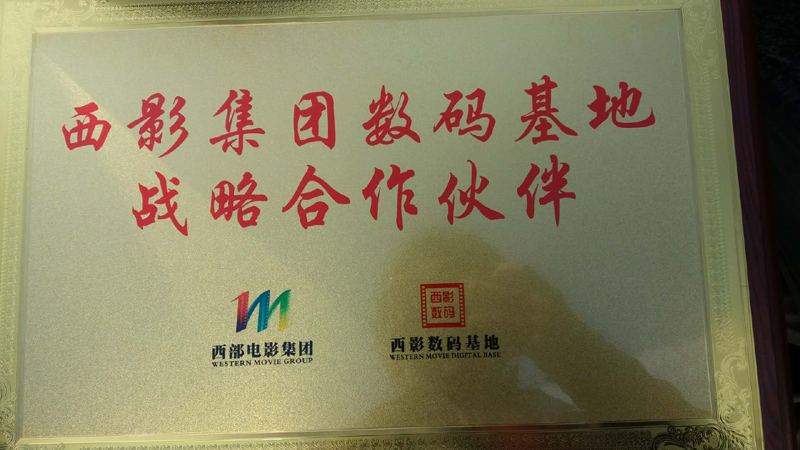 西影集团数码基地
战略合作伙伴
西影
数码
西部电影集团
WESTERN MOVIE GROUP
西影数码基地
WESTERN MOVIE DIGITAL BASE